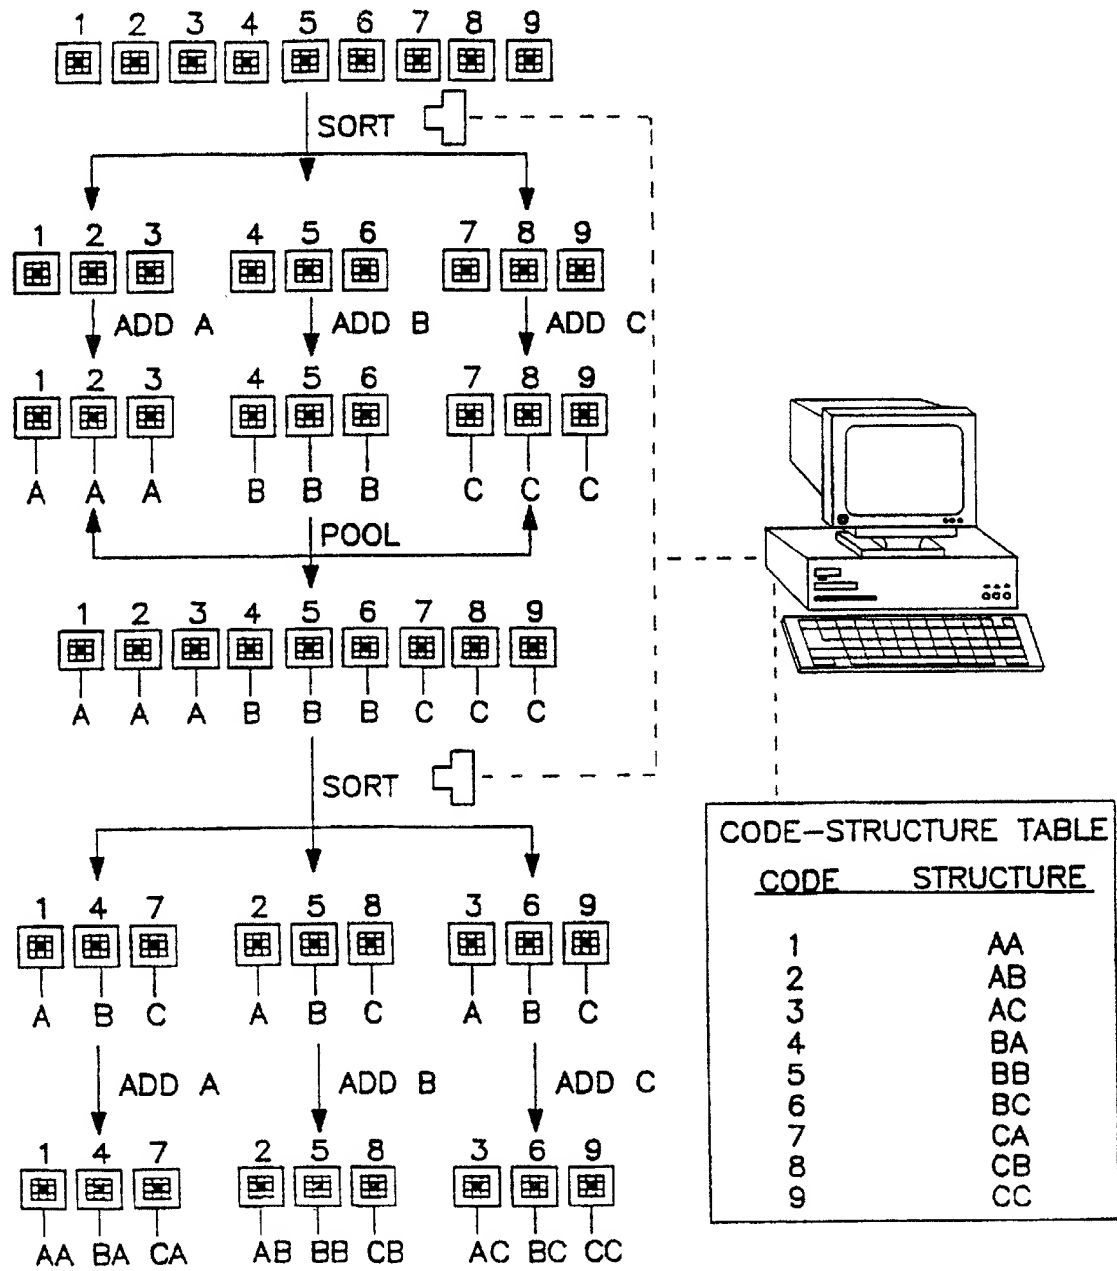 1 2 3 4 5 6 7 8 9
SORT
1 2 3 4 5 6 7 8 9
ADD A ADD B ADD C
1 2 3 4 5 6 7 8 9
A A A B B B C C C
POOL
1 2 3 4 5 6 7 8 9
A A A B B B C C C
SORT
1 4 7 2 5 8 3 6 9
A B C A B C A B C
ADD A ADD B ADD C
1 4 7 2 5 8 3 6 9
AA BA CA AB BB CB AC BC CC
CODE-STRUCTURE TABLE
CODE STRUCTURE
1 AA
2 AB
3 AC
4 BA
5 BB
6 BC
7 CA
8 CB
9 CC